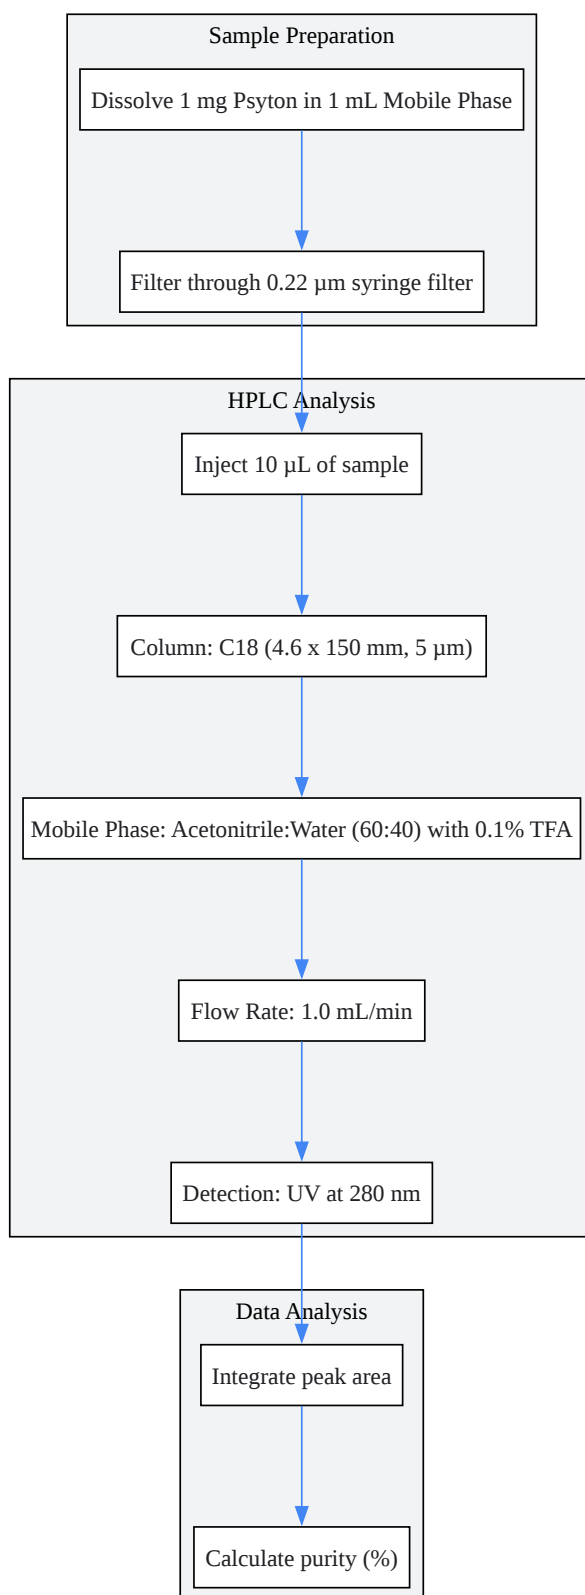 Sample Preparation
Dissolve 1 mg Psyton in 1 mL Mobile Phase
Filter through 0.22 µm syringe filter
HPLC Analysis
Inject 10 µL of sample
Column: C18 (4.6 x 150 mm, 5 µm)
Mobile Phase: Acetonitrile:Water (60:40) with 0.1% TFA
Flow Rate: 1.0 mL/min
Detection: UV at 280 nm
Data Analysis
Integrate peak area
Calculate purity (%)